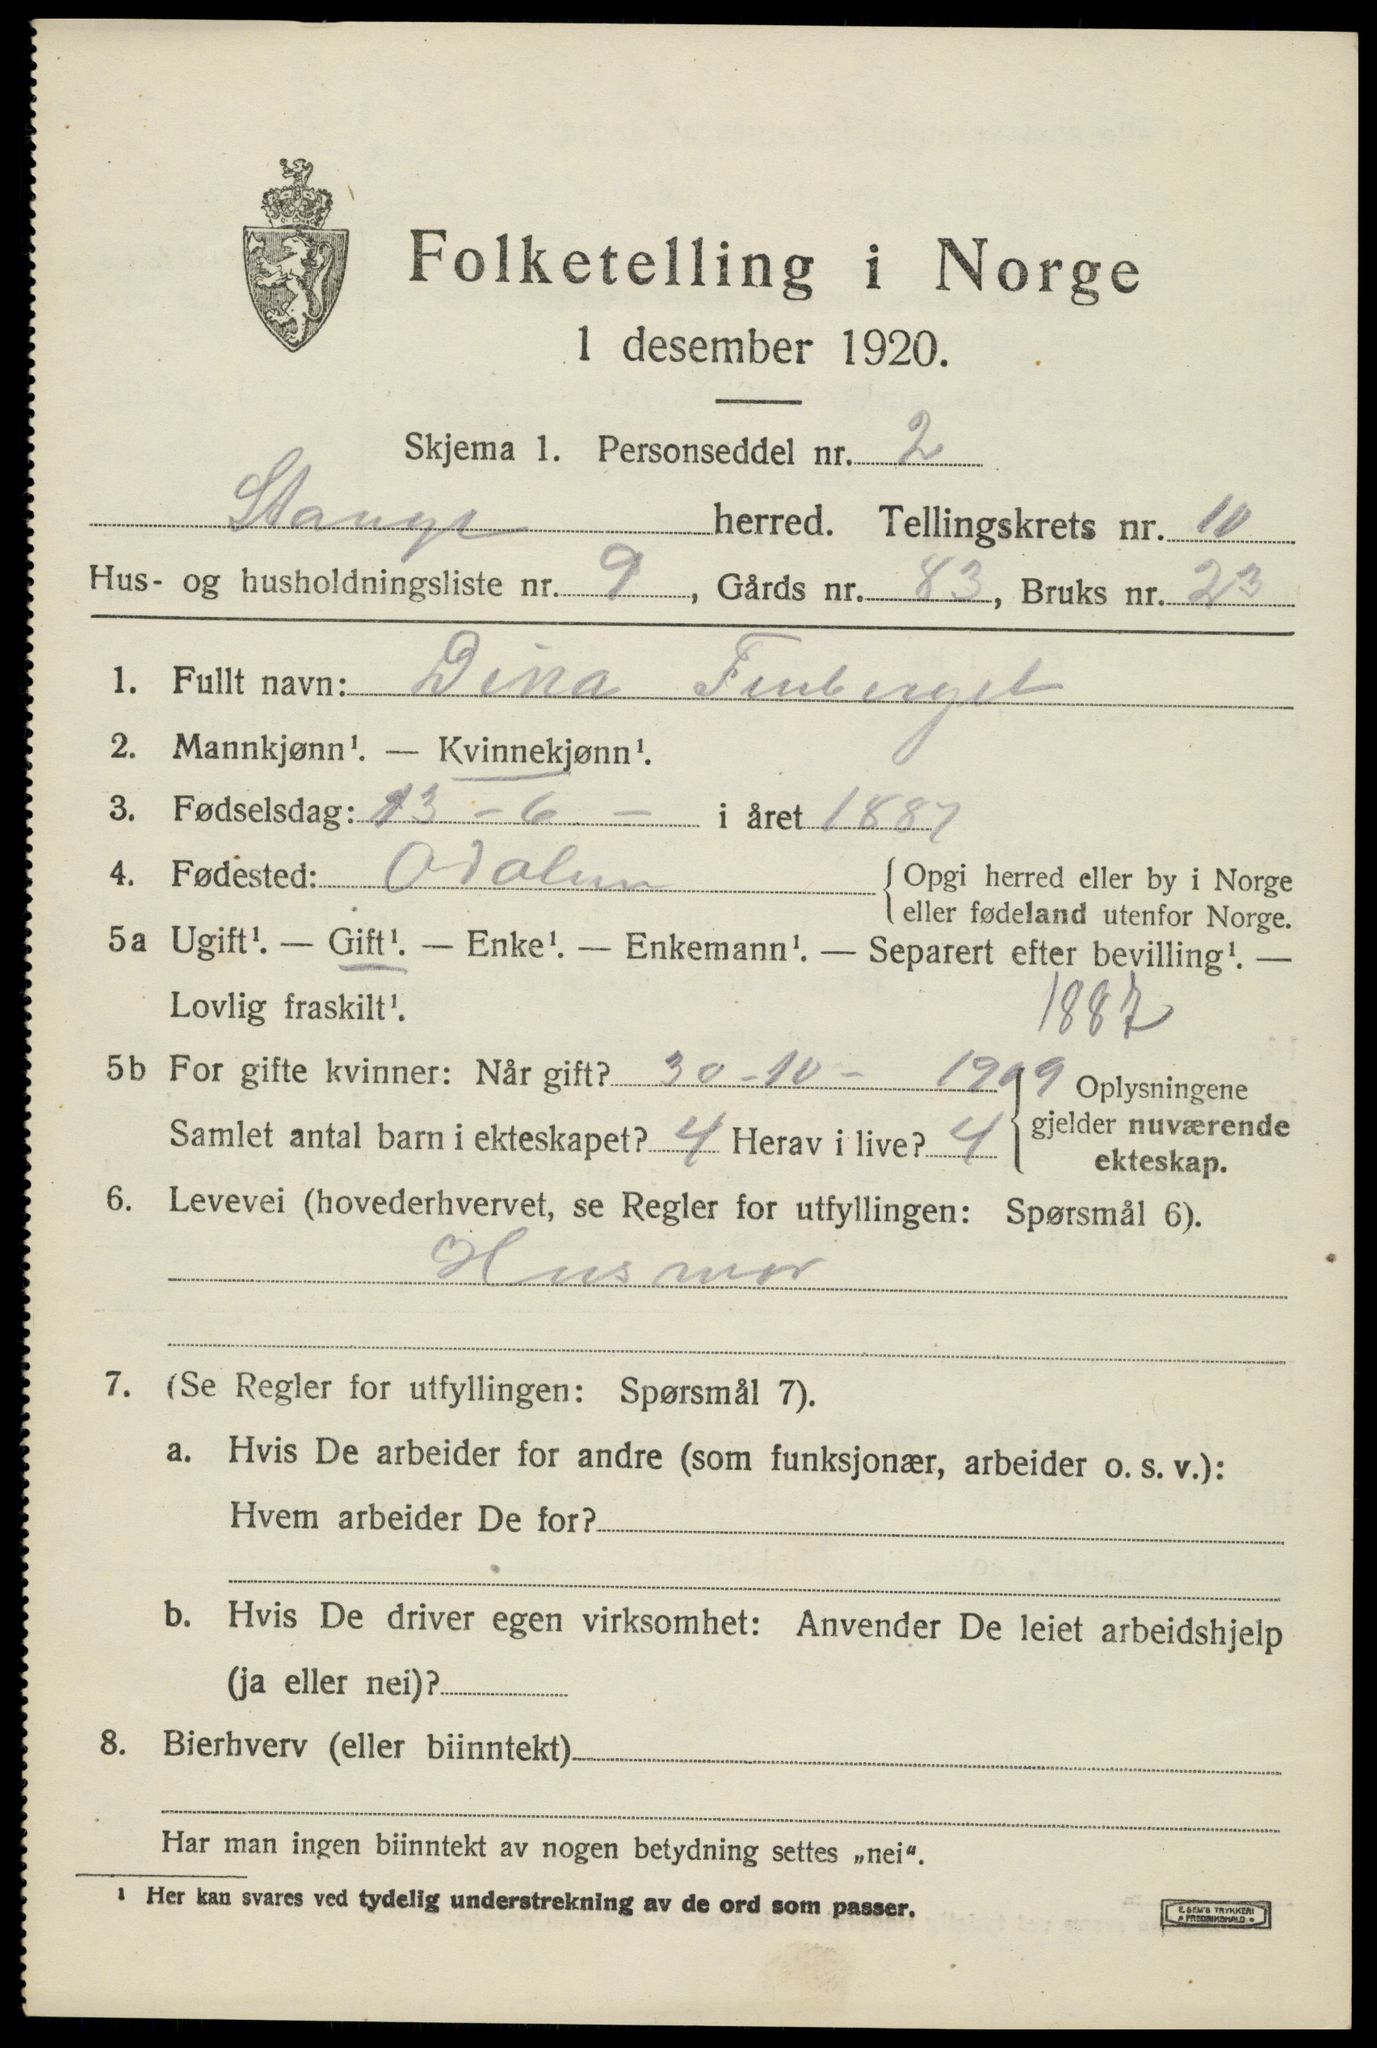 Folketelling i Norge
1 desember 1920.
Skjema 1. Personseddel nr. 2
Stange herred. Tellingskrets nr. 10
Hus- og husholdningsliste nr. 9, Gårds nr. 83, Bruks nr. 23
1. Fullt navn: Dina Finberget
2. Mannkjønn¹. — Kvinnekjønn¹.
3. Fødselsdag: 13 - 6 - i året 1887
4. Fødested: Odalen {Opgi herred eller by i Norge
eller fødeland utenfor Norge.
5a Ugift¹. — Gift¹. — Enke¹. — Enkemann¹. — Separert efter bevilling¹. —
Lovlig fraskilt¹. 1887
5b For gifte kvinner: Når gift? 30-10- 1909 Oplysningene
Samlet antal barn i ekteskapet? 4 Herav i live? 4 gjelder nuværende
ekteskap.
6. Levevei (hovederhvervet, se Regler for utfyllingen: Spørsmål 6).
Husmor
7. (Se Regler for utfyllingen: Spørsmål 7).
a. Hvis De arbeider for andre (som funksjonær, arbeider o. s. v.):
Hvem arbeider De for?
b. Hvis De driver egen virksomhet: Anvender De leiet arbeidshjelp
(ja eller nei)?
8. Bierhverv (eller biinntekt)
Har man ingen biinntekt av nogen betydning settes „nei".
¹ Her kan svares ved tydelig understrekning av de ord som passer.
E. SEM'S TRYKKERI
FREDRIKSHALD